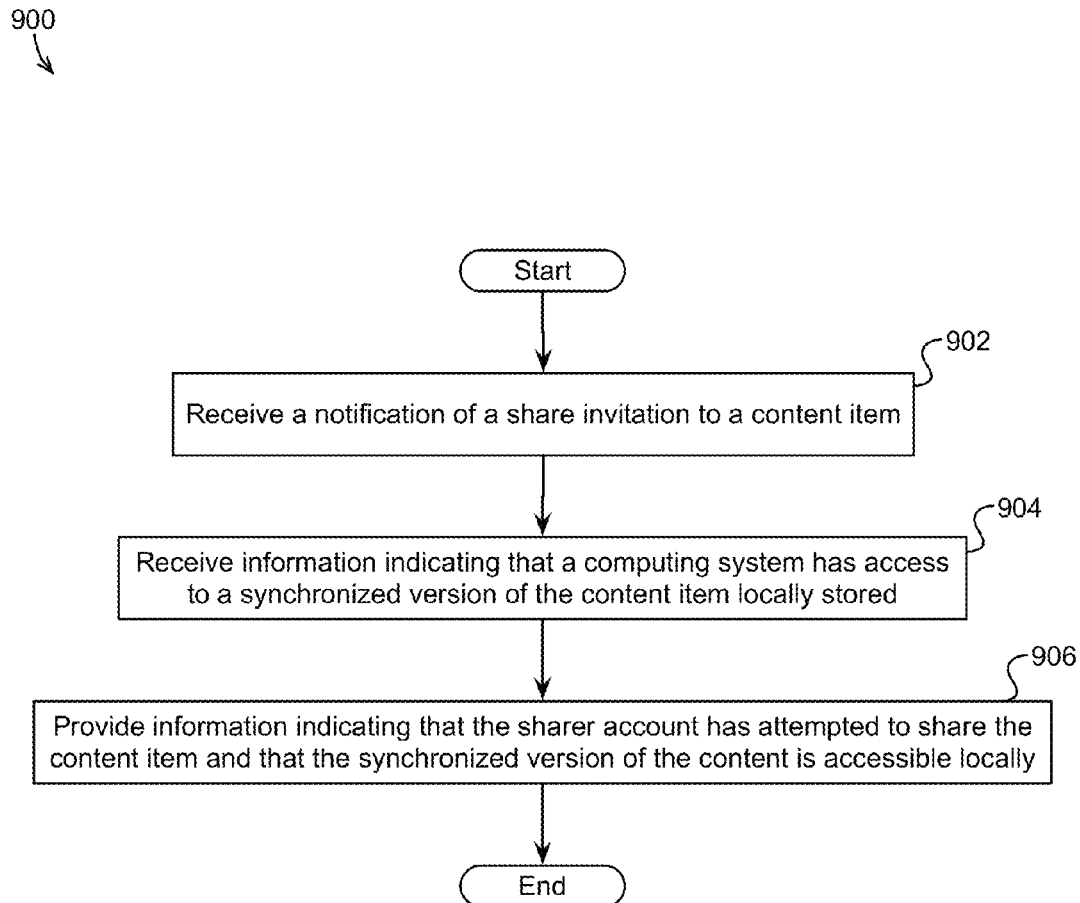 900
Start
902
Receive a notification of a share invitation to a content item
904
Receive information indicating that a computing system has access
to a synchronized version of the content item locally stored
906
Provide information indicating that the sharer account has attempted to share the
content item and that the synchronized version of the content is accessible locally
End